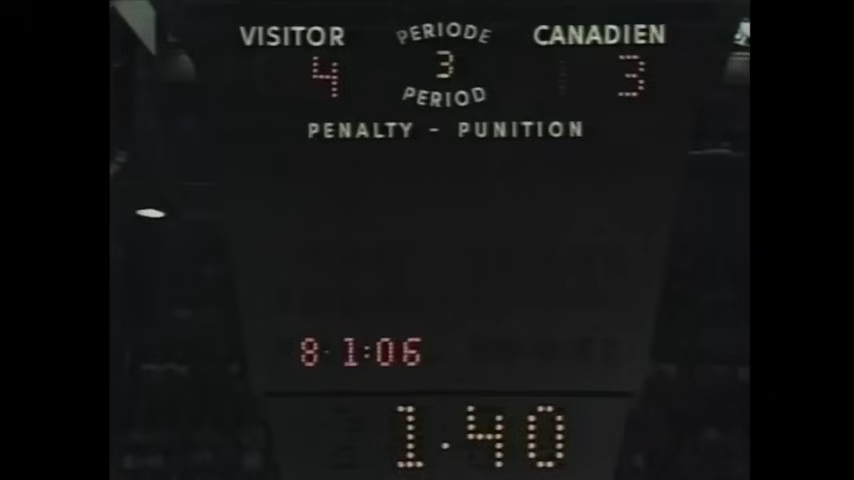 VISITOR PERIODE CANADIEN
4 3 3
PERIOD
PENALTY - PUNITION
8· 1:06
1·40